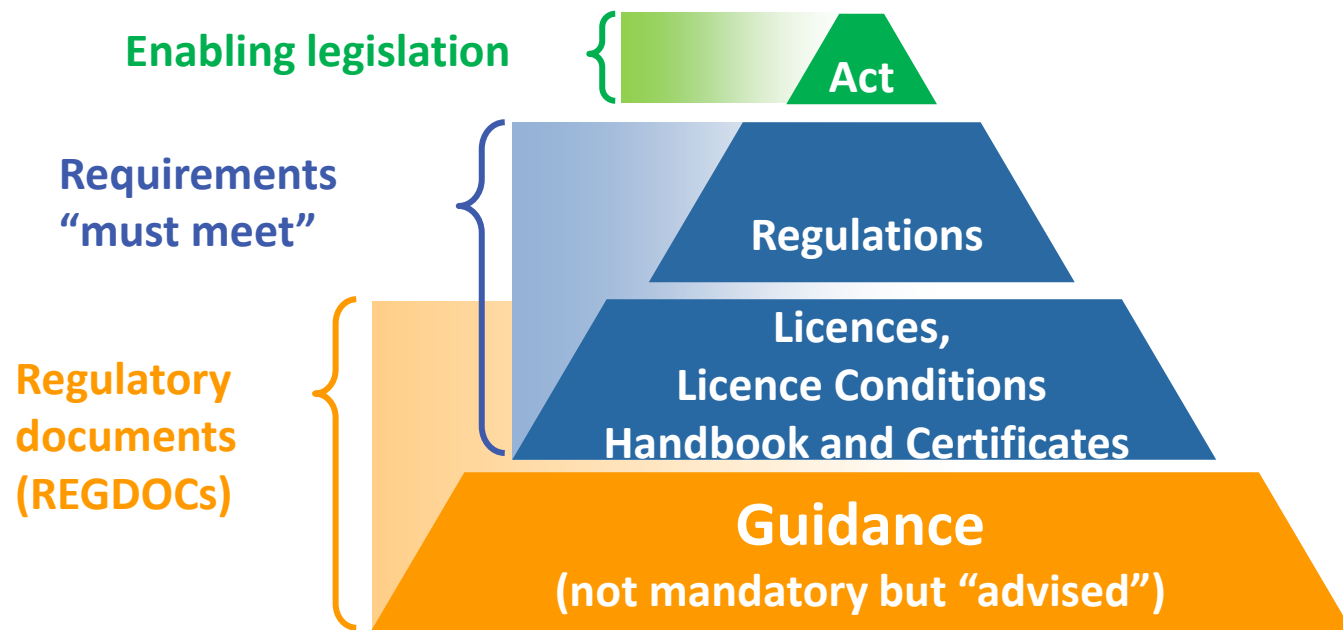 Enabling legislation
Act
Requirements
“must meet”
Regulations
Licences,
Licence Conditions
Handbook and Certificates
Regulatory
documents
(REGDOCs)
Guidance
(not mandatory but “advised”)